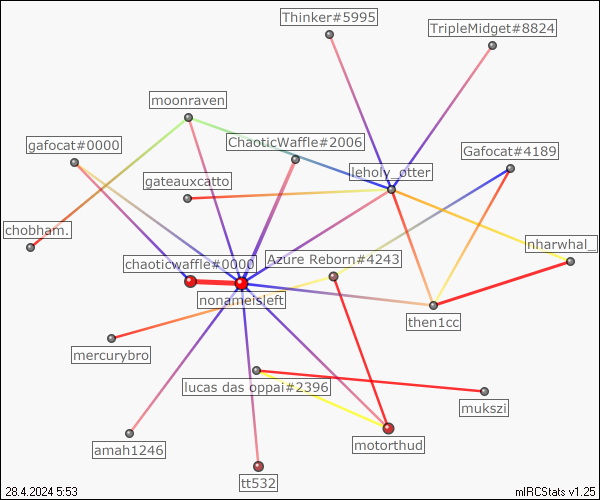 Thinker#5995
TripleMidget#8824
moonraven
ChaoticWaffle#2006
gafocat#0000
Gafocat#4189
leholy_otter
gateauxcatto
chobham.
nharwhal_
Azure Reborn#4243
chaoticwaffle#0000
nonameisleft
then1cc
mercurybro
lucas das oppai#2396
mukszi
motorthud
amah1246
tt532
28.4.2024 5:53
mIRCStats v1.25